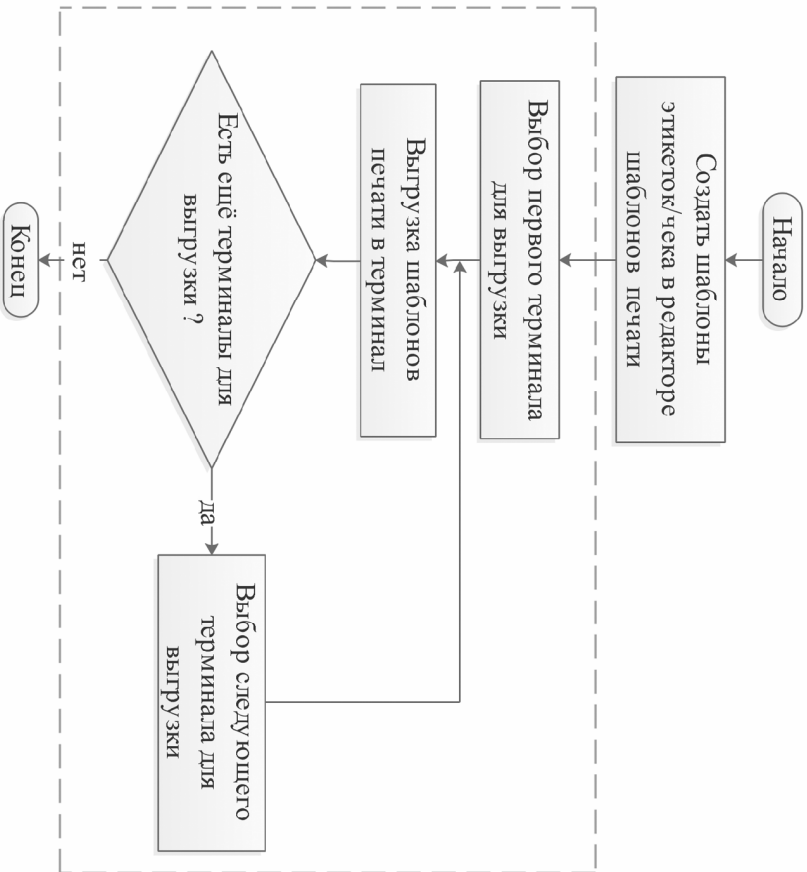 Начало
Создать шаблоны
этикеток/чека в редакторе
шаблонов печати
Выбор первого терминала
для выгрузки
Выгрузка шаблонов
печати в терминал
Есть ещё терминалы для
выгрузки ?
да
Выбор следующего
терминала для
выгрузки
нет
Конец